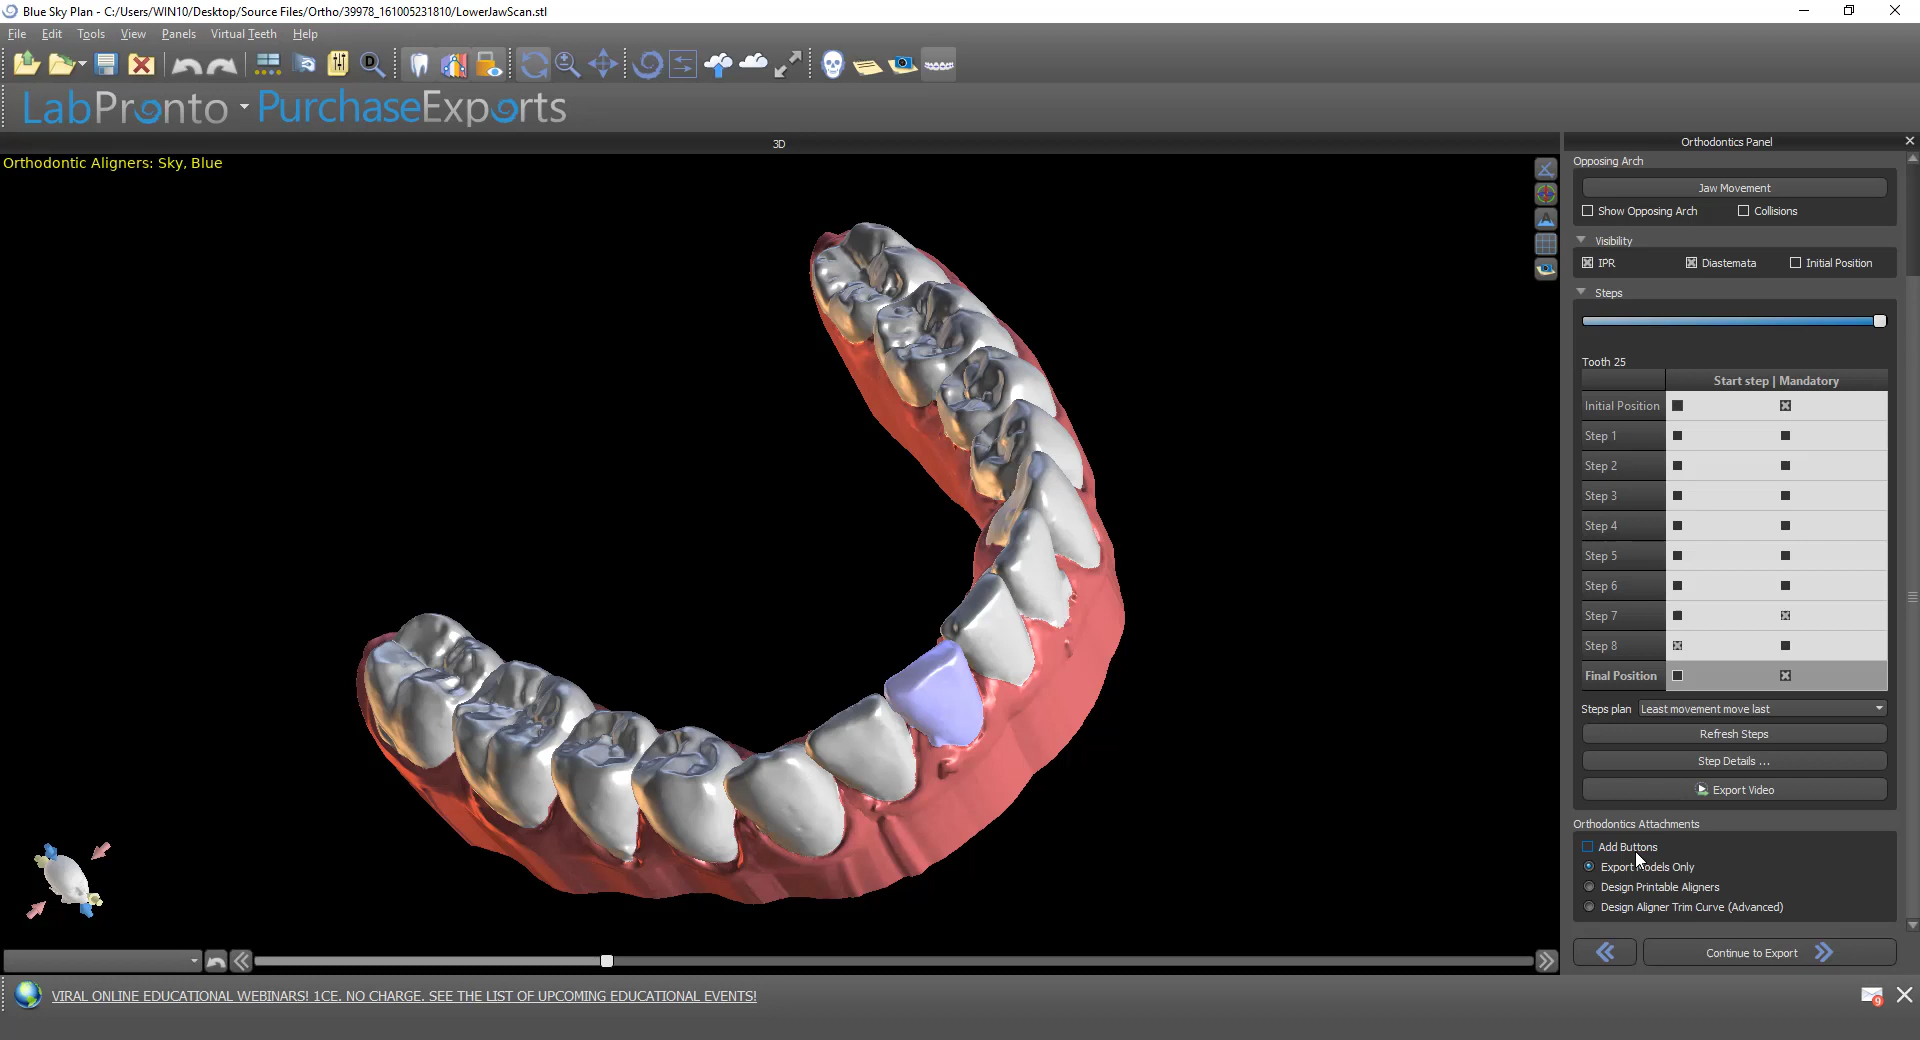 Blue Sky Plan - C:/Users/WIN10/Desktop/Source Files/Ortho/39978_161005231810/LowerJawScan.stl
File Edit Tools View Panels Virtual Teeth Help
D
LabPronto PurchaseExports
3D
Orthodontics Panel
Orthodontic Aligners: Sky, Blue
Opposing Arch
Jaw Movement
Show Opposing Arch Collisions
Visibility
IPR Diastemata Initial Position
Steps
Tooth 25
Start step | Mandatory
Initial Position
Step 1
Step 2
Step 3
Step 4
Step 5
Step 6
Step 7
Step 8
Final Position
Steps plan Least movement move last
Refresh Steps
Step Details ...
Export Video
Orthodontics Attachments
Add Buttons
Export Models Only
Design Printable Aligners
Design Aligner Trim Curve (Advanced)
Continue to Export
VIRAL ONLINE EDUCATIONAL WEBINARS! 1CE. NO CHARGE. SEE THE LIST OF UPCOMING EDUCATIONAL EVENTS!
9